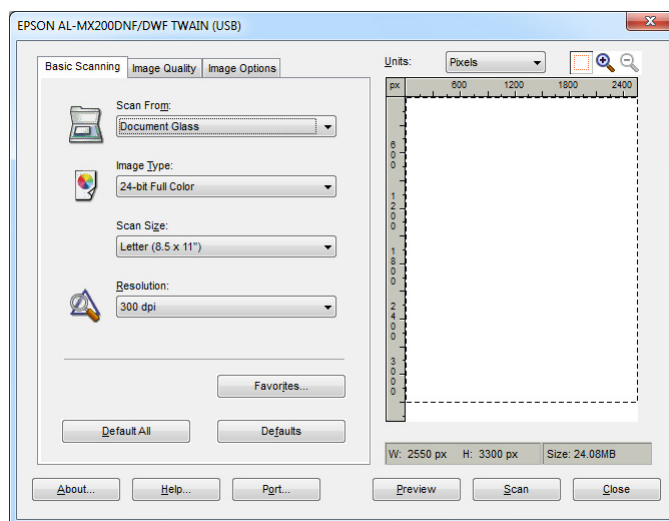 EPSON AL-MX200DNF/DWF TWAIN (USB)
Basic Scanning
Image Quality
Image Options
Scan From:
Document Glass
Image Type:
24-bit Full Color
Scan Size:
Letter (8.5 x 11")
Resolution:
300 dpi
Favorites...
Default All
Defaults
Units:
Pixels
px 600 1200 1800 2400
600
1200
1800
2400
3000
W: 2550 px H: 3300 px Size: 24.08MB
About...
Help...
Port...
Preview
Scan
Close